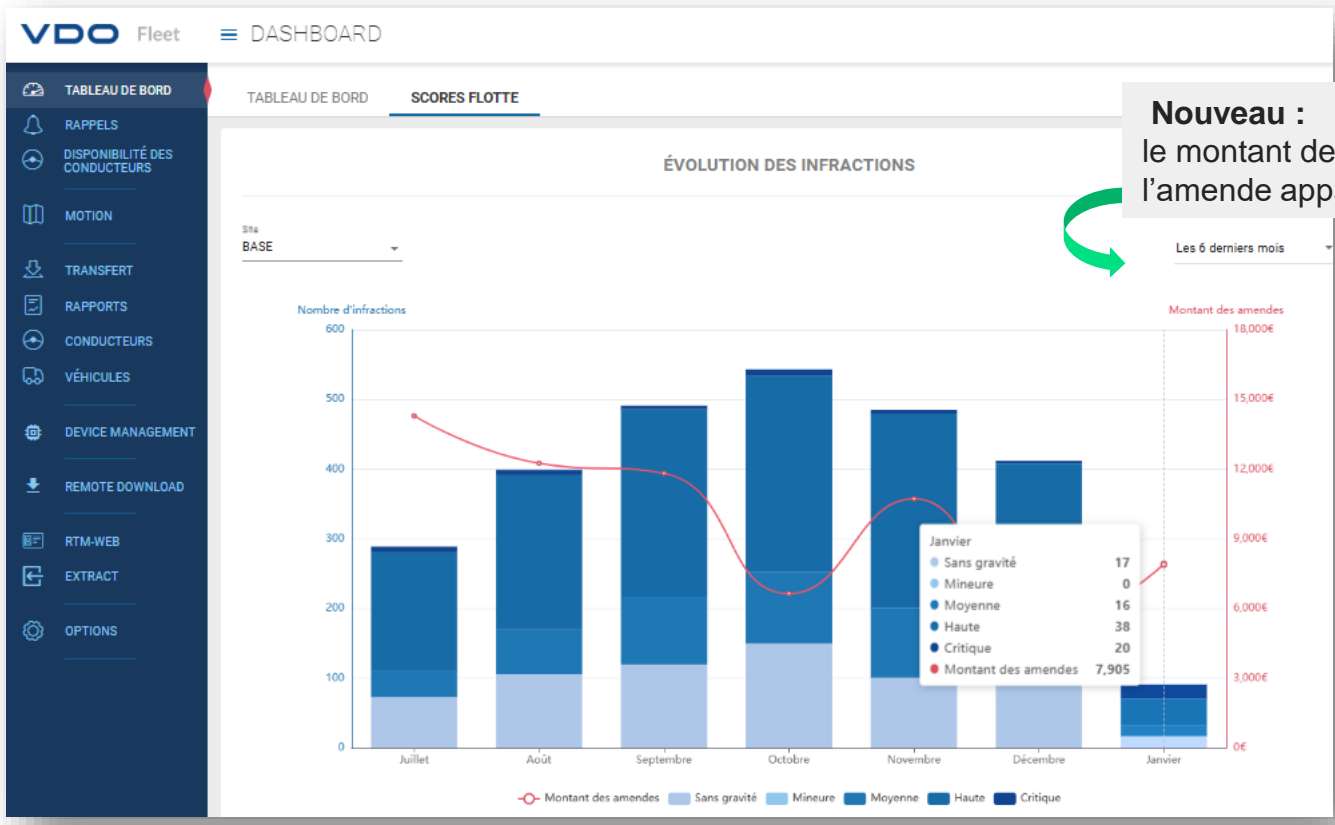 VDO Fleet
DASHBOARD
TABLEAU DE BORD
RAPPELS
DISPONIBILITÉ DES
CONDUCTEURS
MOTION
TRANSFERT
RAPPORTS
CONDUCTEURS
VÉHICULES
DEVICE MANAGEMENT
REMOTE DOWNLOAD
RTM-WEB
EXTRACT
OPTIONS
TABLEAU DE BORD
SCORES FLOTTE
Nouveau :
le montant de
l'amende app
ÉVOLUTION DES INFRACTIONS
Site
BASE
Les 6 derniers mois
Nombre d'infractions
Montant des amendes
600
500
400
300
200
100
0
18,000€
15,000€
12,000€
9,000€
6,000€
3,000€
0€
Janvier
Sans gravité 17
Mineure 0
Moyenne 16
Haute 38
Critique 20
Montant des amendes 7,905
Juillet Août Septembre Octobre Novembre Décembre Janvier
Montant des amendes Sans gravité Mineure Moyenne Haute Critique